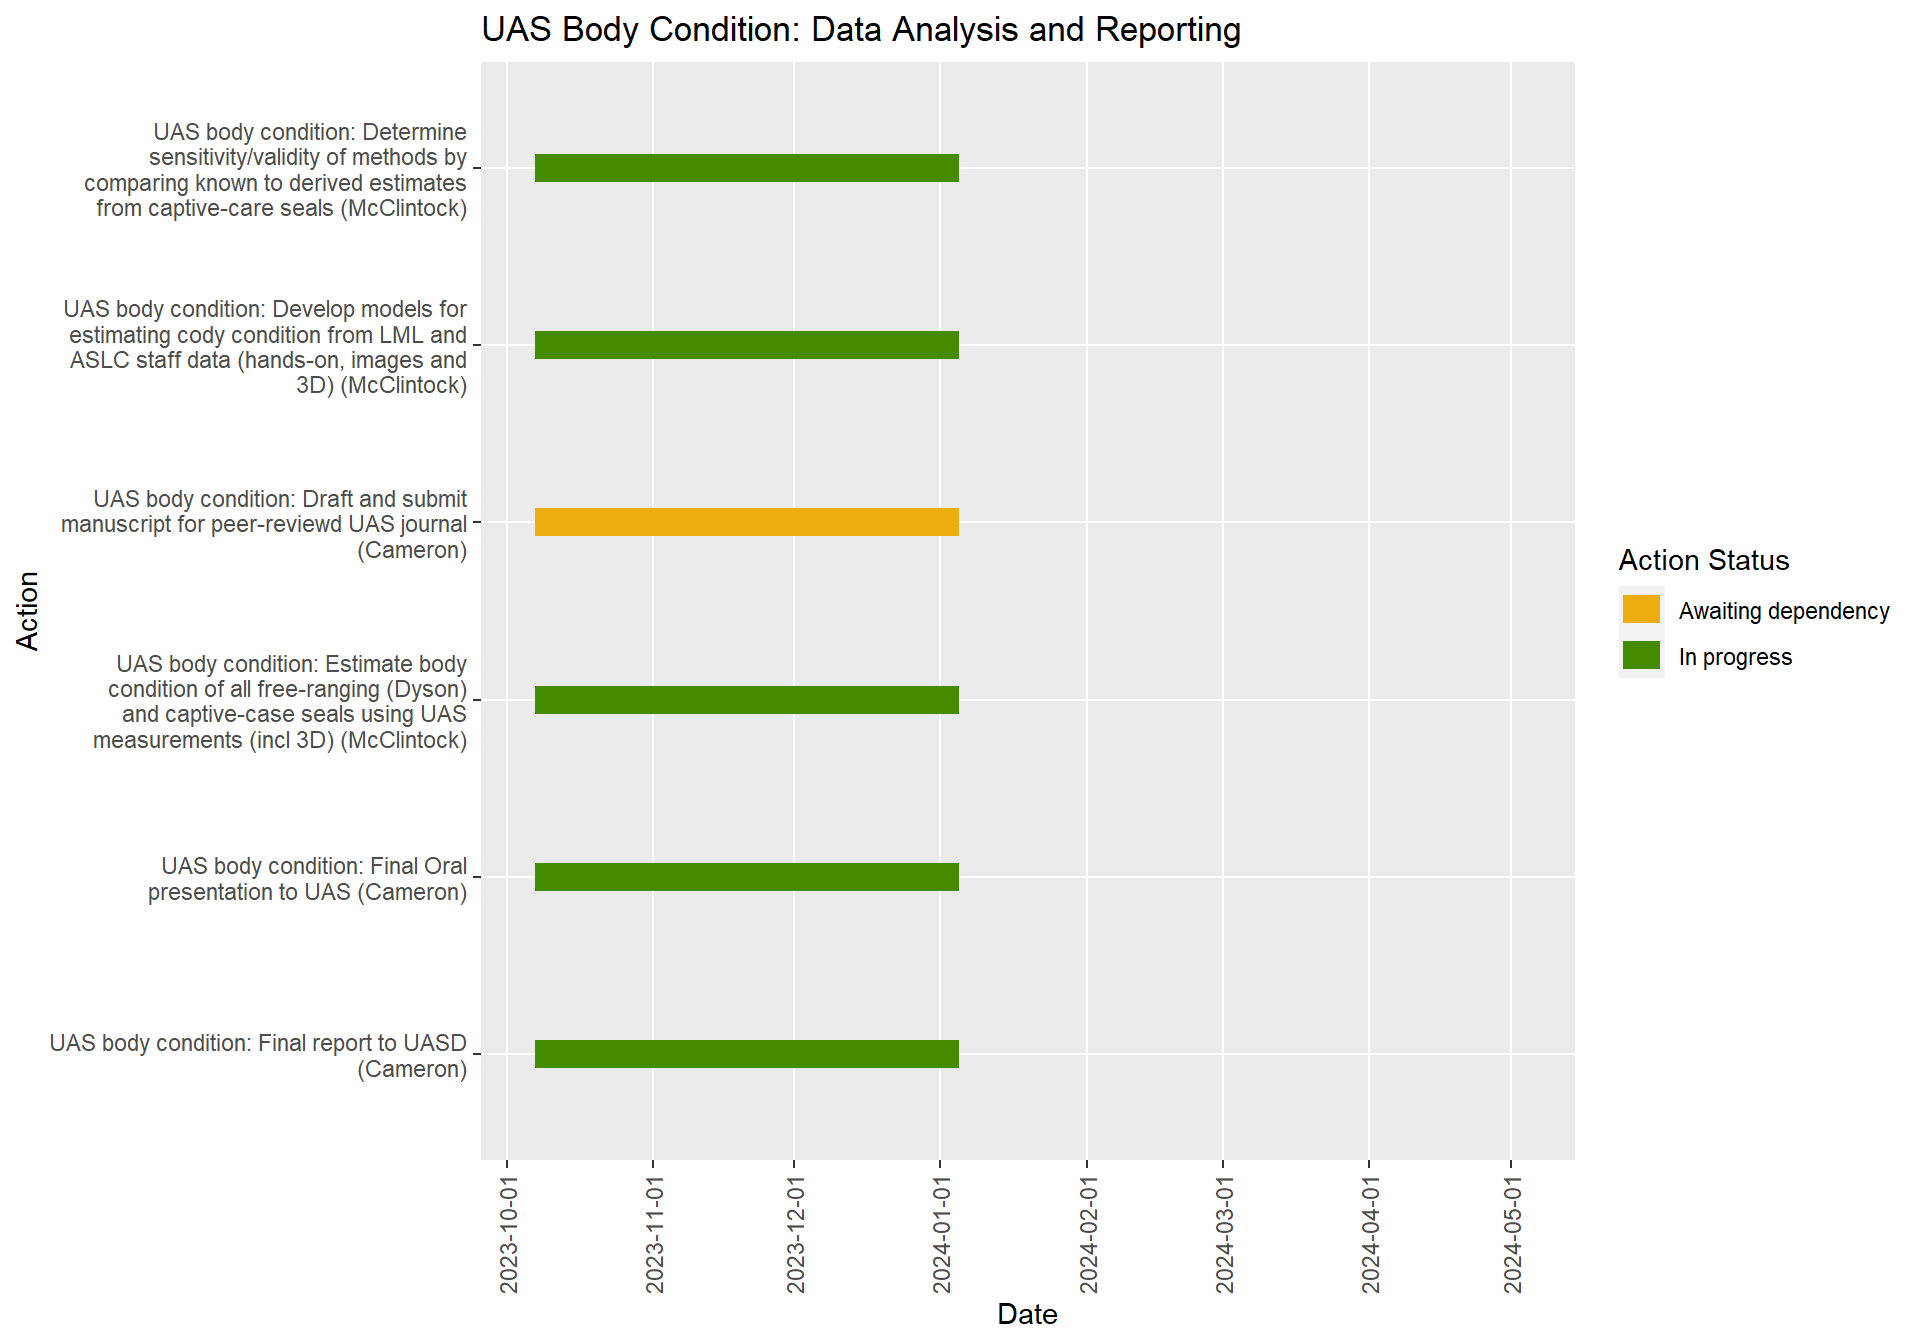 UAS Body Condition: Data Analysis and Reporting
UAS body condition: Determine
sensitivity/validity of methods by
comparing known to derived estimates
from captive-care seals (McClintock)
UAS body condition: Develop models for
estimating cody condition from LML and
ASLC staff data (hands-on, images and
3D) (McClintock)
UAS body condition: Draft and submit
manuscript for peer-reviewd UAS journal
(Cameron)
UAS body condition: Estimate body
condition of all free-ranging (Dyson)
and captive-case seals using UAS
measurements (incl 3D) (McClintock)
UAS body condition: Final Oral
presentation to UAS (Cameron)
UAS body condition: Final report to UASD
(Cameron)
Action
2023-10-01
2023-11-01
2023-12-01
2024-01-01
2024-02-01
2024-03-01
2024-04-01
2024-05-01
Date
Action Status
Awaiting dependency
In progress